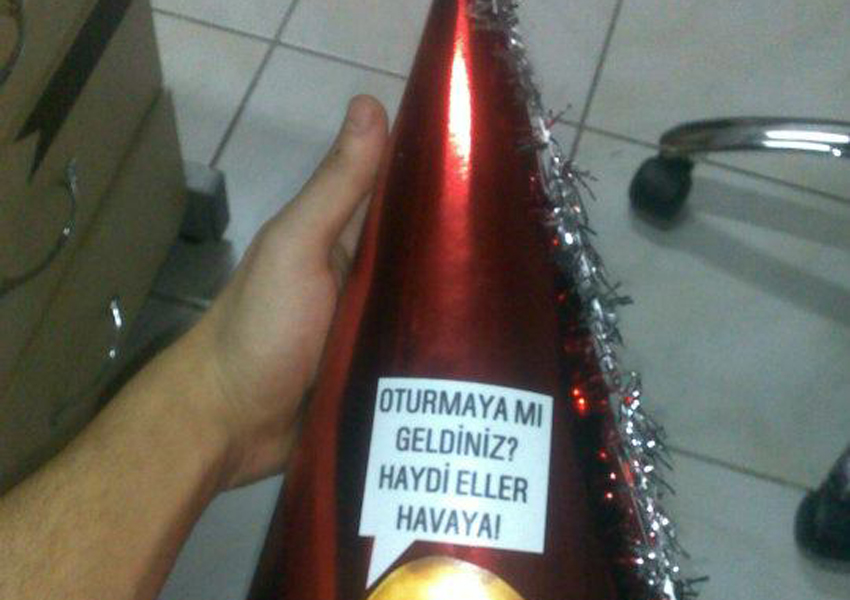 OTURMAYA MI
GELDİNİZ?
HAYDİ ELLER
HAVAYA!